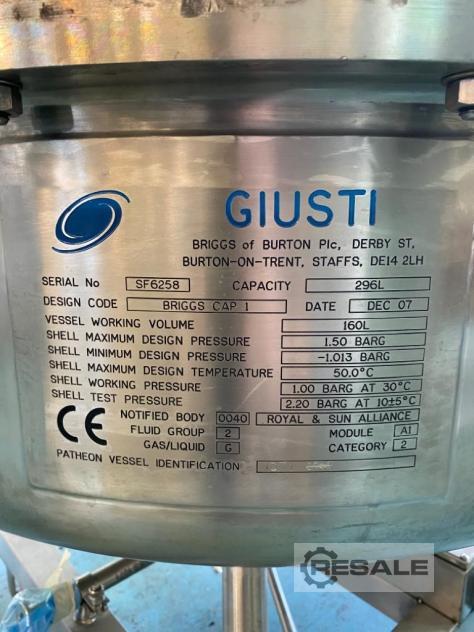 GIUSTI
BRIGGS of BURTON Plc, DERBY ST,
BURTON-ON-TRENT, STAFFS, DE14 2LH
SERIAL No SF6258 CAPACITY 296L
DESIGN CODE BRIGGS CAP 1 DATE DEC 07
VESSEL WORKING VOLUME 160L
SHELL MAXIMUM DESIGN PRESSURE 1.50 BARG
SHELL MINIMUM DESIGN PRESSURE -1.013 BARG
SHELL MAXIMUM DESIGN TEMPERATURE 50.0°C
SHELL WORKING PRESSURE 1.00 BARG AT 30°C
SHELL TEST PRESSURE 2.20 BARG AT 10±5°C
CE NOTIFIED BODY 0040 ROYAL & SUN ALLIANCE
FLUID GROUP 2 MODULE A1
GAS/LIQUID G CATEGORY 2
PATHEON VESSEL IDENTIFICATION
RESALE